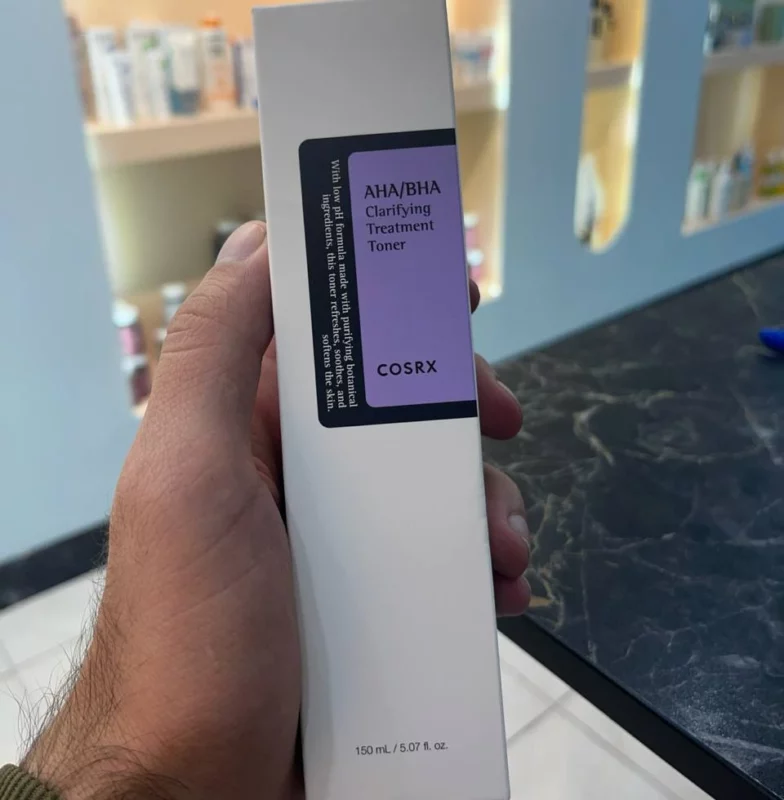 AHA/BHA
Clarifying
Treatment
Toner
COSRX
With low pH formula made with purifying botanical
ingredients, this toner refreshes, soothes, and
softens the skin.
150 mL / 5.07 fl. oz.